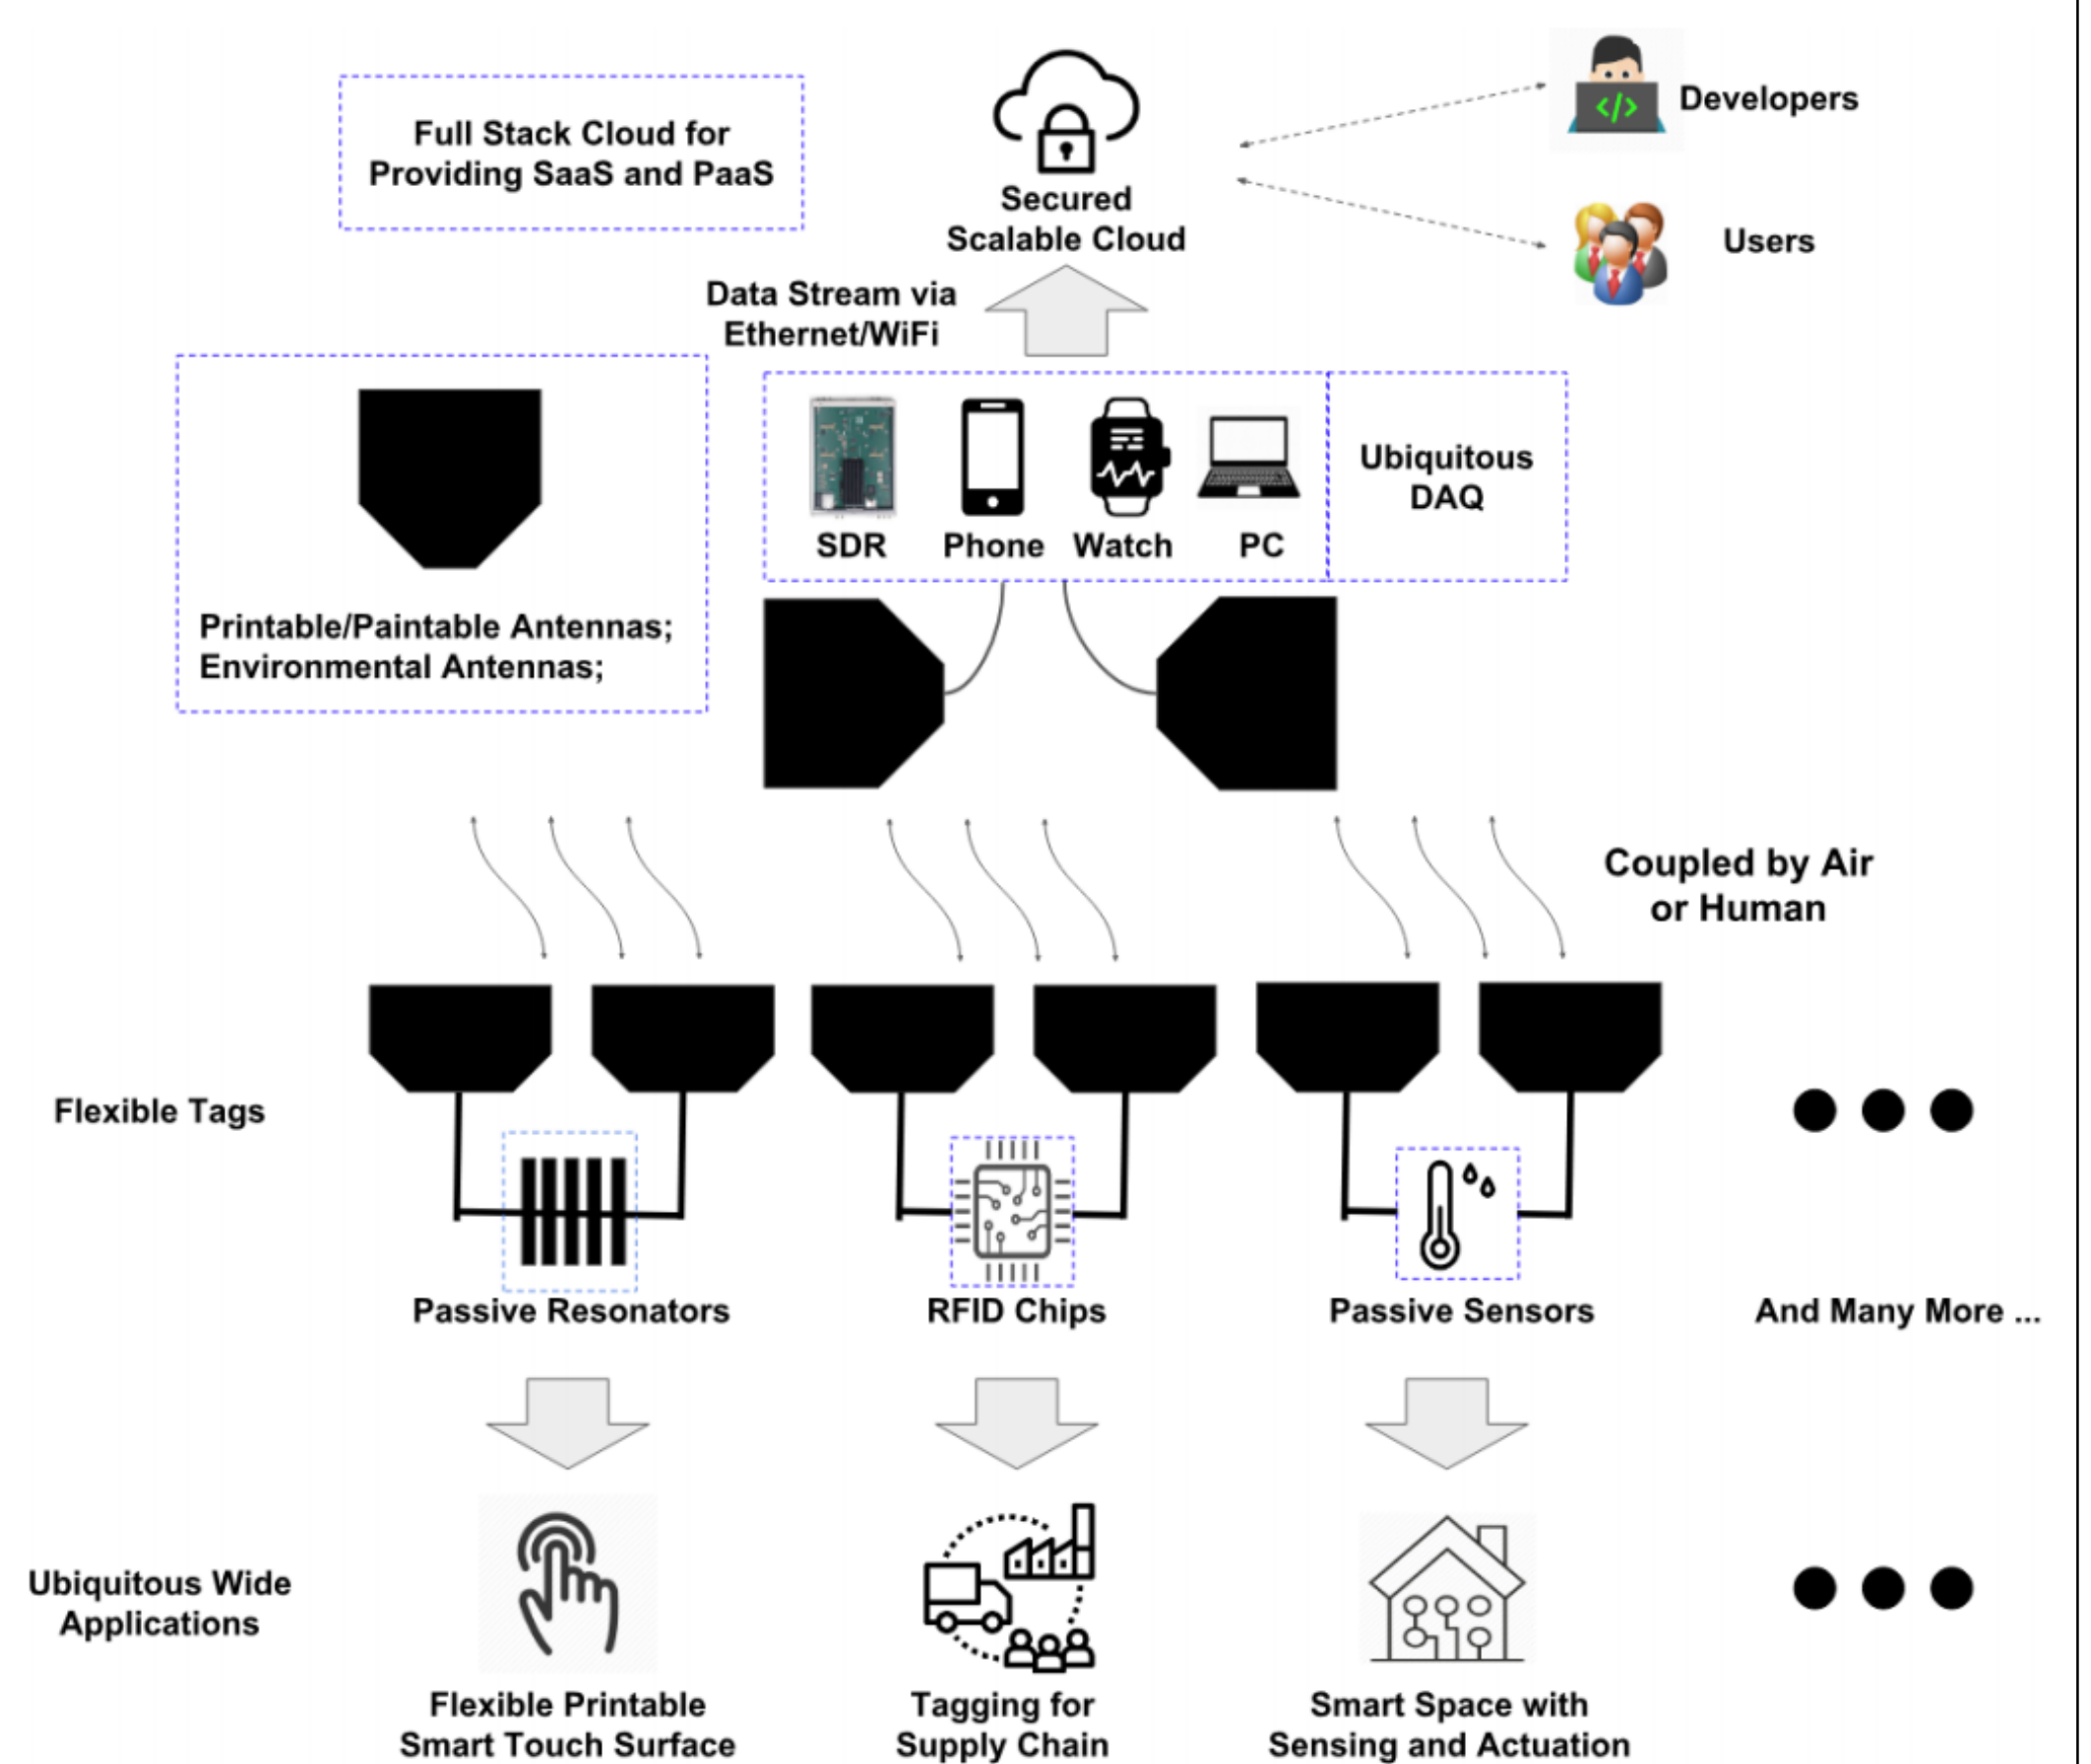 Full Stack Cloud for
Providing SaaS and PaaS
Secured
Scalable Cloud
</>
Developers
Users
Data Stream via
Ethernet/WiFi
Printable/Paintable Antennas;
Environmental Antennas;
SDR
Phone
Watch
PC
Ubiquitous
DAQ
Coupled by Air
or Human
Flexible Tags
Passive Resonators
RFID Chips
Passive Sensors
And Many More ...
Ubiquitous Wide
Applications
Flexible Printable
Smart Touch Surface
Tagging for
Supply Chain
Smart Space with
Sensing and Actuation